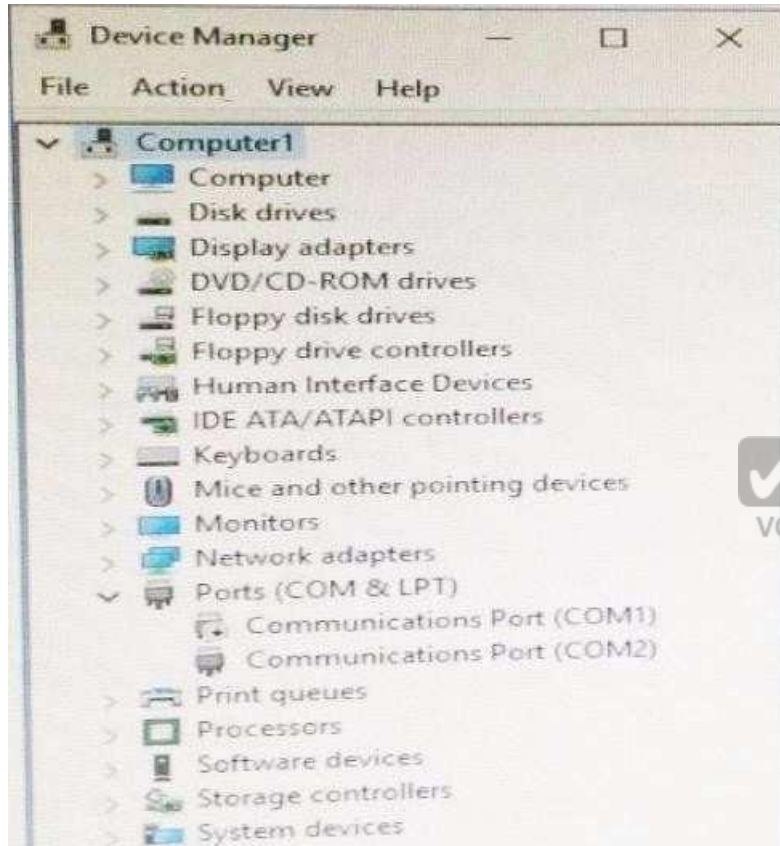 Device Manager
File Action View Help
Computer1
Computer
Disk drives
Display adapters
DVD/CD-ROM drives
Floppy disk drives
Floppy drive controllers
Human Interface Devices
IDE ATA/ATAPI controllers
Keyboards
Mice and other pointing devices
Monitors
Network adapters
Ports (COM & LPT)
Communications Port (COM1)
Communications Port (COM2)
Print queues
Processors
Software devices
Storage controllers
System devices